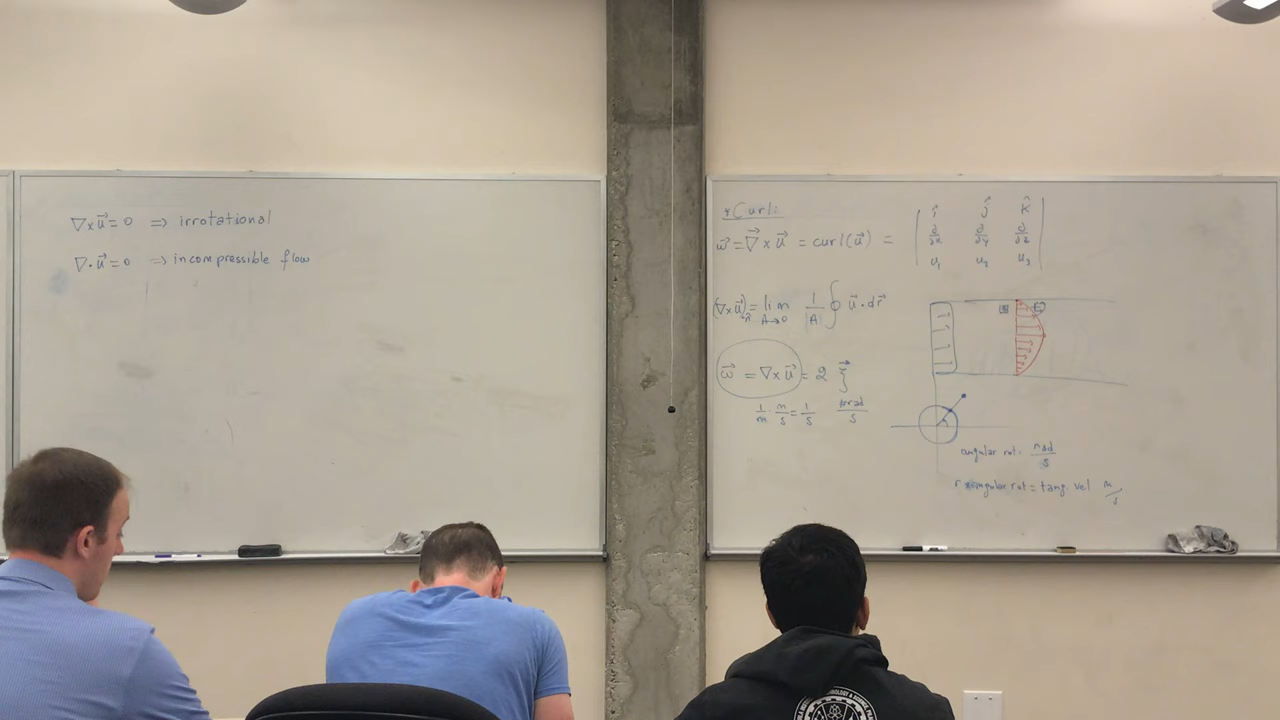 ∇×u⃗=0 => irrotational
∇·u⃗=0 => incompressible flow
*Curl:
ω⃗ = ∇⃗ × u⃗ = curl(u⃗) = | î ĵ k̂ |
| ∂/∂x ∂/∂y ∂/∂z |
| u₁ u₂ u₃ |
(∇×u⃗)·n̂ = lim A→0 1/|A| ∮ u⃗·dr⃗
ω⃗ = ∇×u⃗ = 2 ξ⃗
1/m · m/s = 1/s rad/s
angular rot. rad/s
r angular rot = tang. vel m/s
TECHNOLOGY &